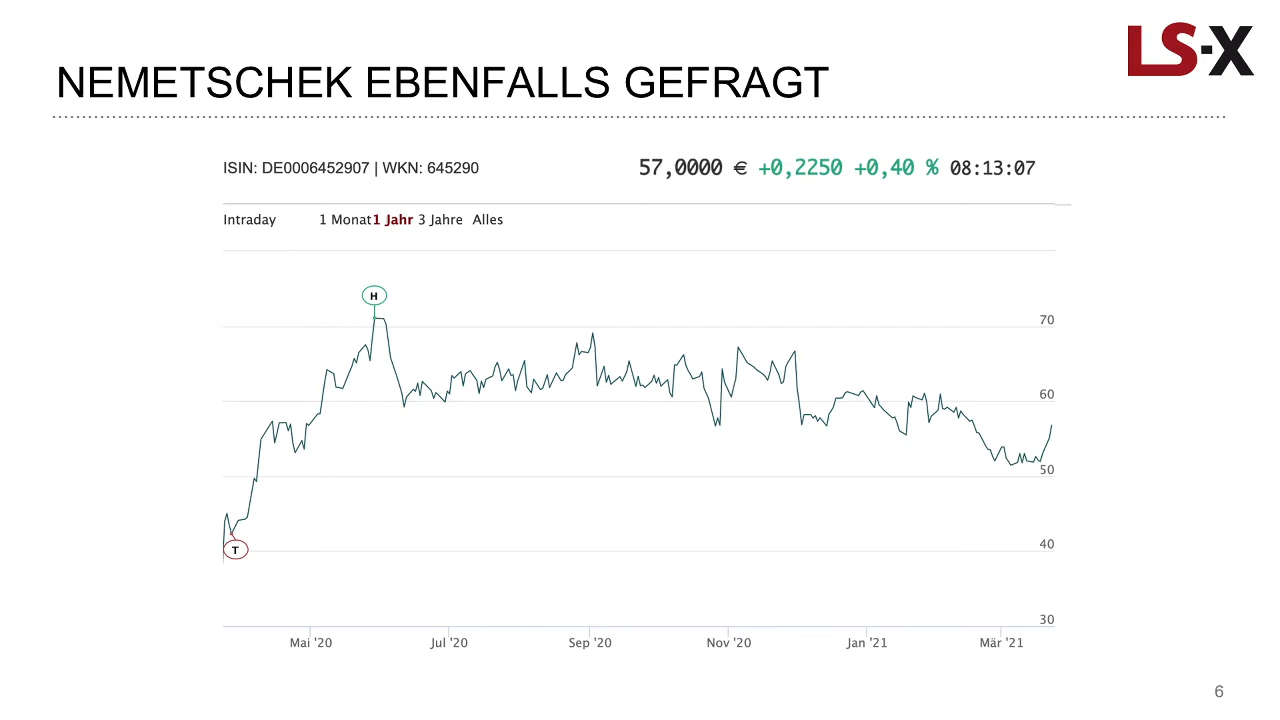 LS-X
NEMETSCHEK EBENFALLS GEFRAGT
ISIN: DE0006452907 | WKN: 645290
57,0000 € +0,2250 +0,40 % 08:13:07
Intraday 1 Monat 1 Jahr 3 Jahre Alles
H
70
60
50
40
T
30
Mai '20 Jul '20 Sep '20 Nov '20 Jan '21 Mär '21
6